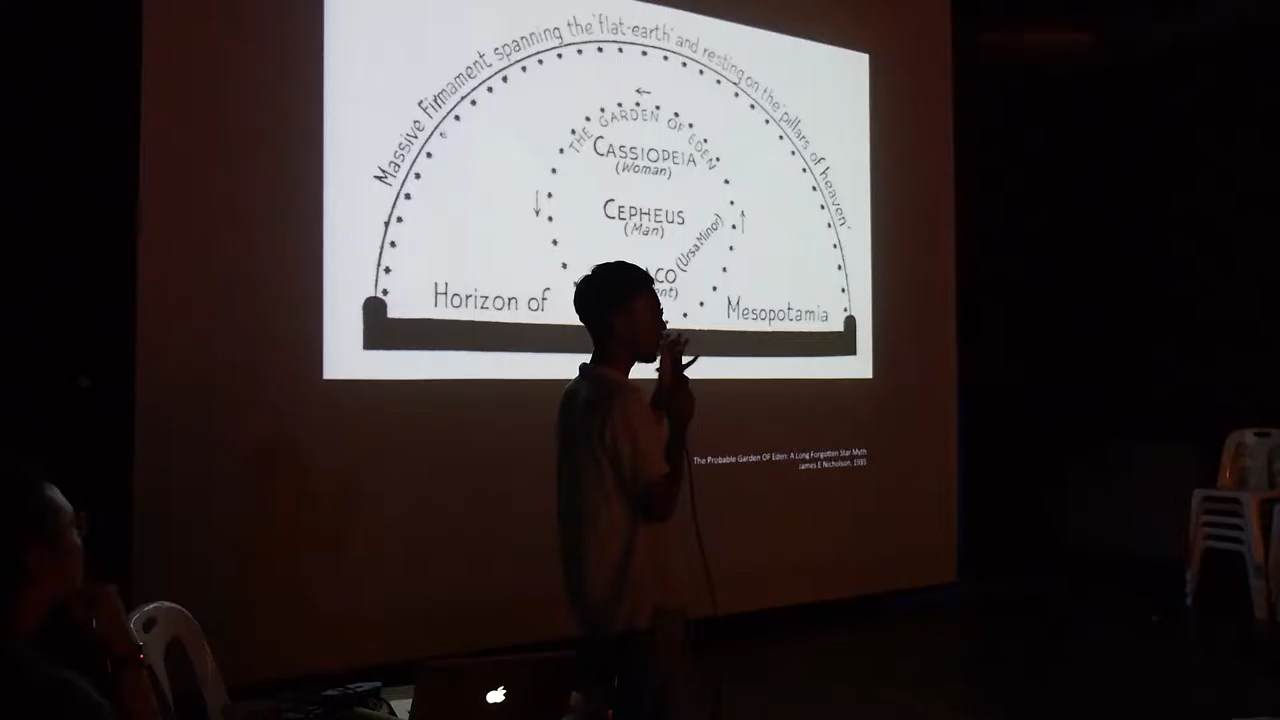 Massive Firmament spanning the 'flat-earth' and resting on the 'pillars of heaven'
THE GARDEN OF EDEN
CASSIOPEIA
(Woman)
CEPHEUS
(Man)
(Ursa Minor)
ACO
nt)
Horizon of
Mesopotamia
The Probable Garden OF Eden: A Long Forgotten Star Myth
James E Nicholson, 1935